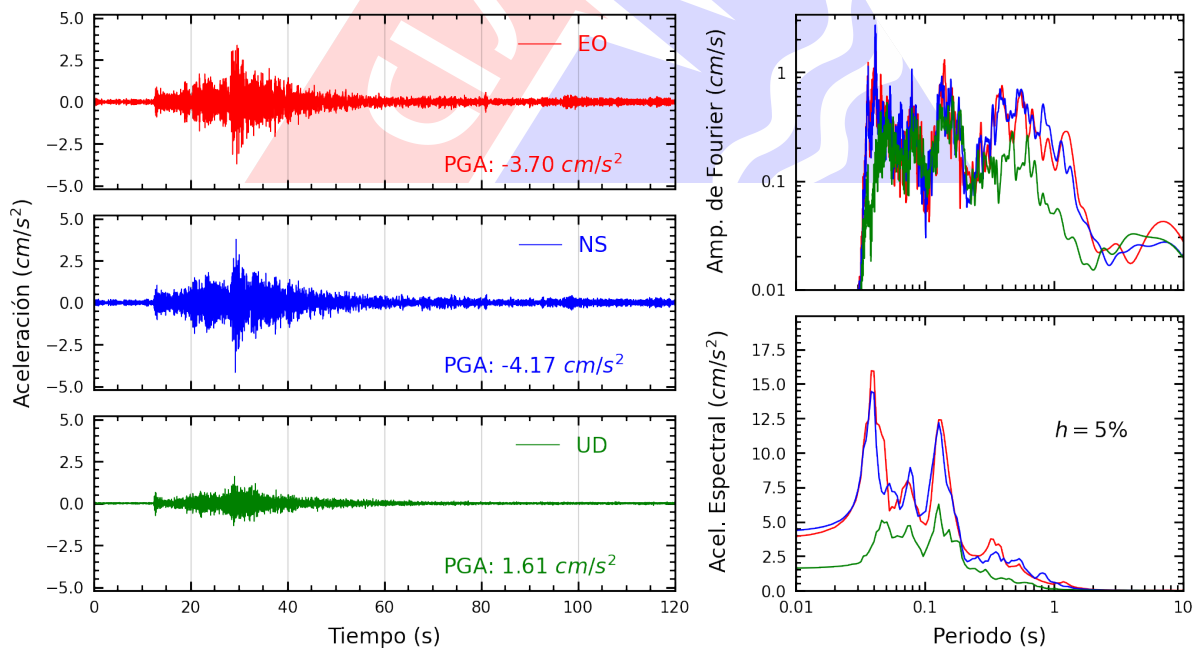 Aceleración (cm/s²)
5.0
2.5
0.0
−2.5
−5.0
EO
PGA: -3.70 cm/s²
5.0
2.5
0.0
−2.5
−5.0
NS
PGA: -4.17 cm/s²
5.0
2.5
0.0
−2.5
−5.0
UD
PGA: 1.61 cm/s²
0 20 40 60 80 100 120
Tiempo (s)
Amp. de Fourier (cm/s)
1
0.1
0.01
Acel. Espectral (cm/s²)
17.5
15.0
12.5
10.0
7.5
5.0
2.5
0.0
h = 5%
0.01 0.1 1 10
Periodo (s)